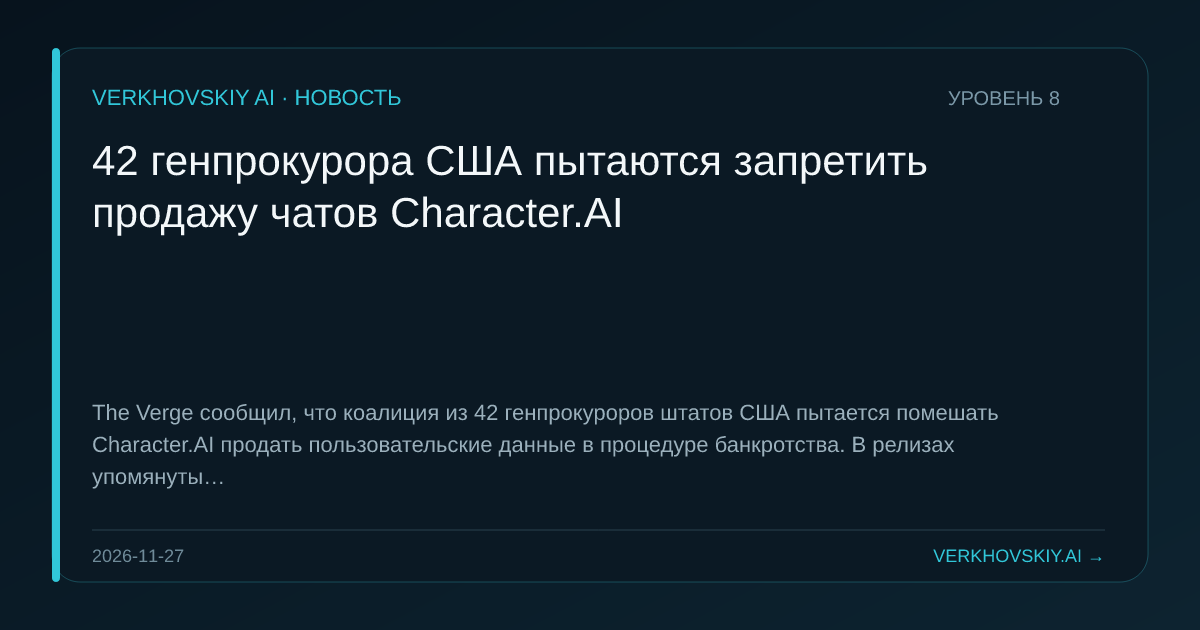 VERKHOVSKIY AI · НОВОСТЬ
УРОВЕНЬ 8
42 генпрокурора США пытаются запретить
продажу чатов Character.AI
The Verge сообщил, что коалиция из 42 генпрокуроров штатов США пытается помешать
Character.AI продать пользовательские данные в процедуре банкротства. В релизах
упомянуты…
2026-11-27
VERKHOVSKIY.AI →